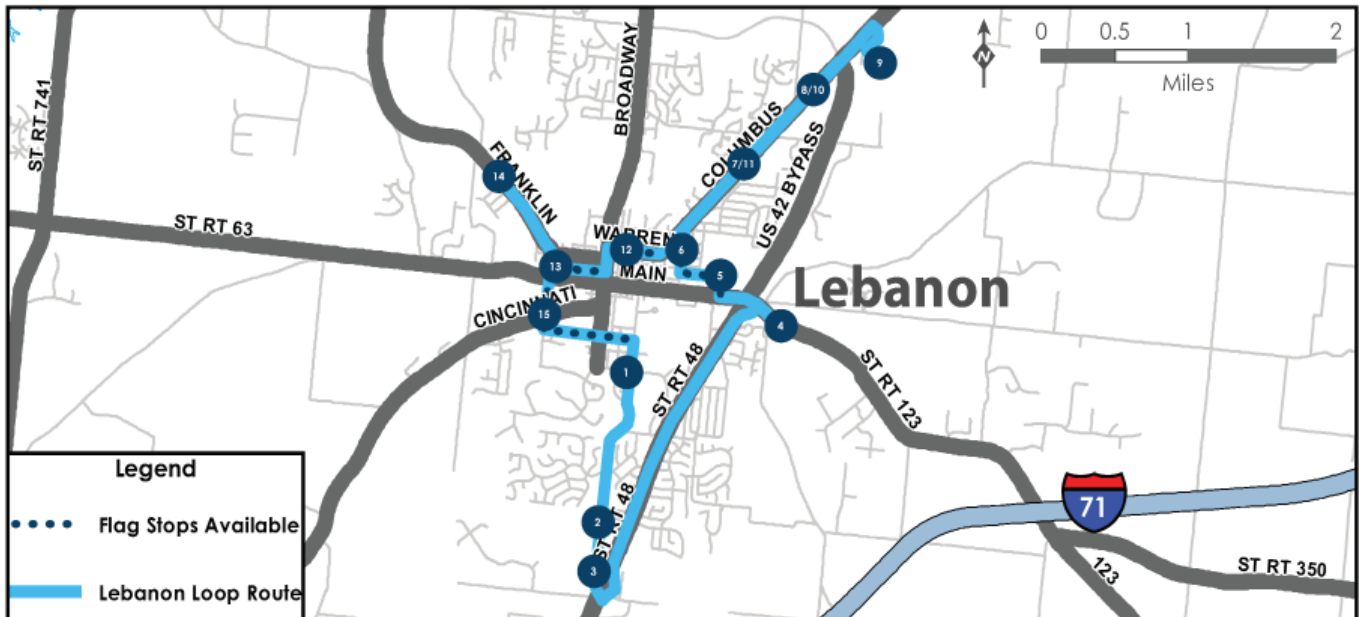 BROADWAY
0 0.5 1 2
Miles
N
9
8/10
ST RT 741
COLUMBUS
US 42 BYPASS
FRANKLIN
7/11
14
ST RT 63
WARREN
12
6
13
MAIN
5
Lebanon
CINCINNATI
15
4
1
ST RT 48
ST RT 123
Legend
71
Flag Stops Available
2
ST RT 48
3
123
ST RT 350
Lebanon Loop Route